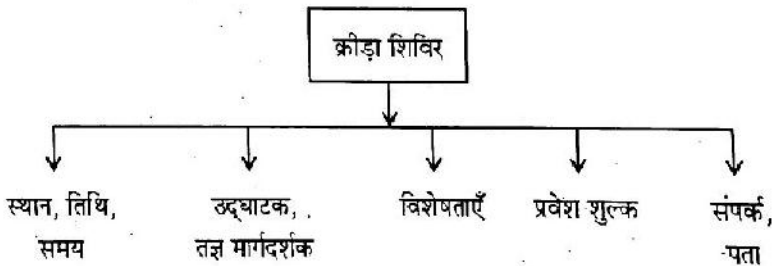 क्रीड़ा शिविर
स्थान, तिथि,
समय
उद्घाटक,
तज्ञ मार्गदर्शक
विशेषताएँ
प्रवेश शुल्क
संपर्क,
पता